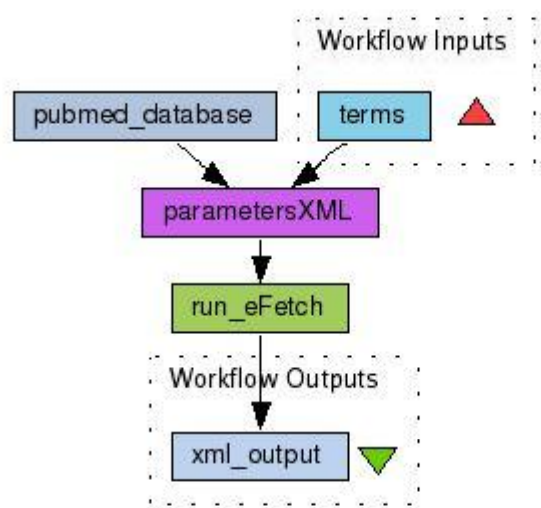 Workflow Inputs
pubmed_database
terms
parametersXML
run_eFetch
Workflow Outputs
xml_output